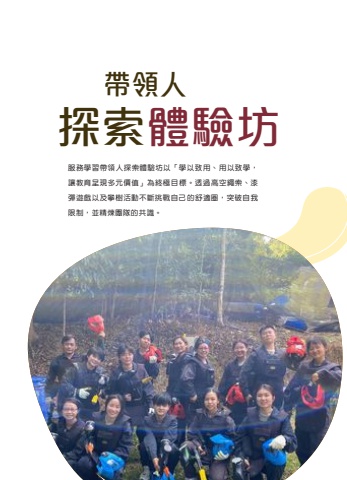 帶領人
探索體驗坊
服務學習帶領人探索體驗坊以「學以致用、用以致學，
讓教育呈現多元價值」為終極目標。透過高空繩索、漆
彈遊戲以及攀樹活動不斷挑戰自己的舒適圈，突破自我
限制，並精煉團隊的共識。